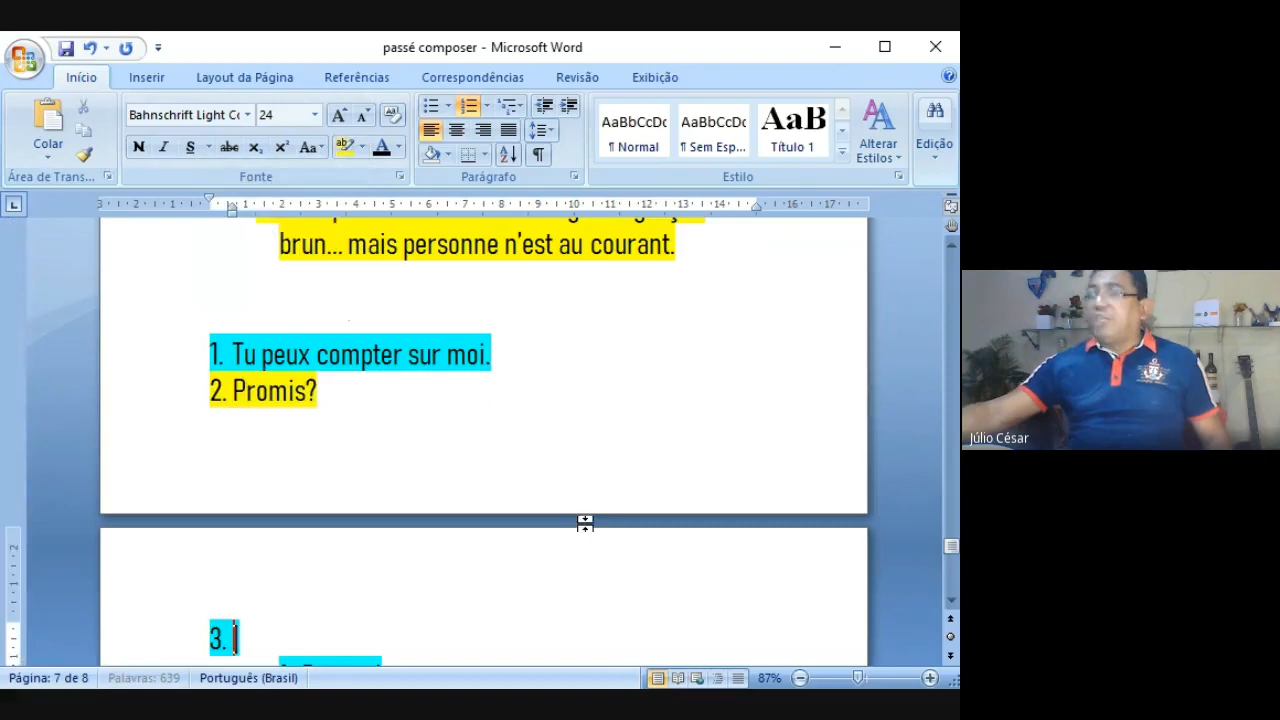 passé composer - Microsoft Word
Início Inserir Layout da Página Referências Correspondências Revisão Exibição
Colar
Bahnschrift Light Cc 24
AaBbCcDc AaBbCcDc AaB
¶ Normal ¶ Sem Esp... Título 1
Alterar Estilos
Edição
Área de Trans... Fonte Parágrafo Estilo
brun... mais personne n'est au courant.
1. Tu peux compter sur moi.
2. Promis?
3.
Júlio César
Página: 7 de 8 Palavras: 639 Português (Brasil) 87%